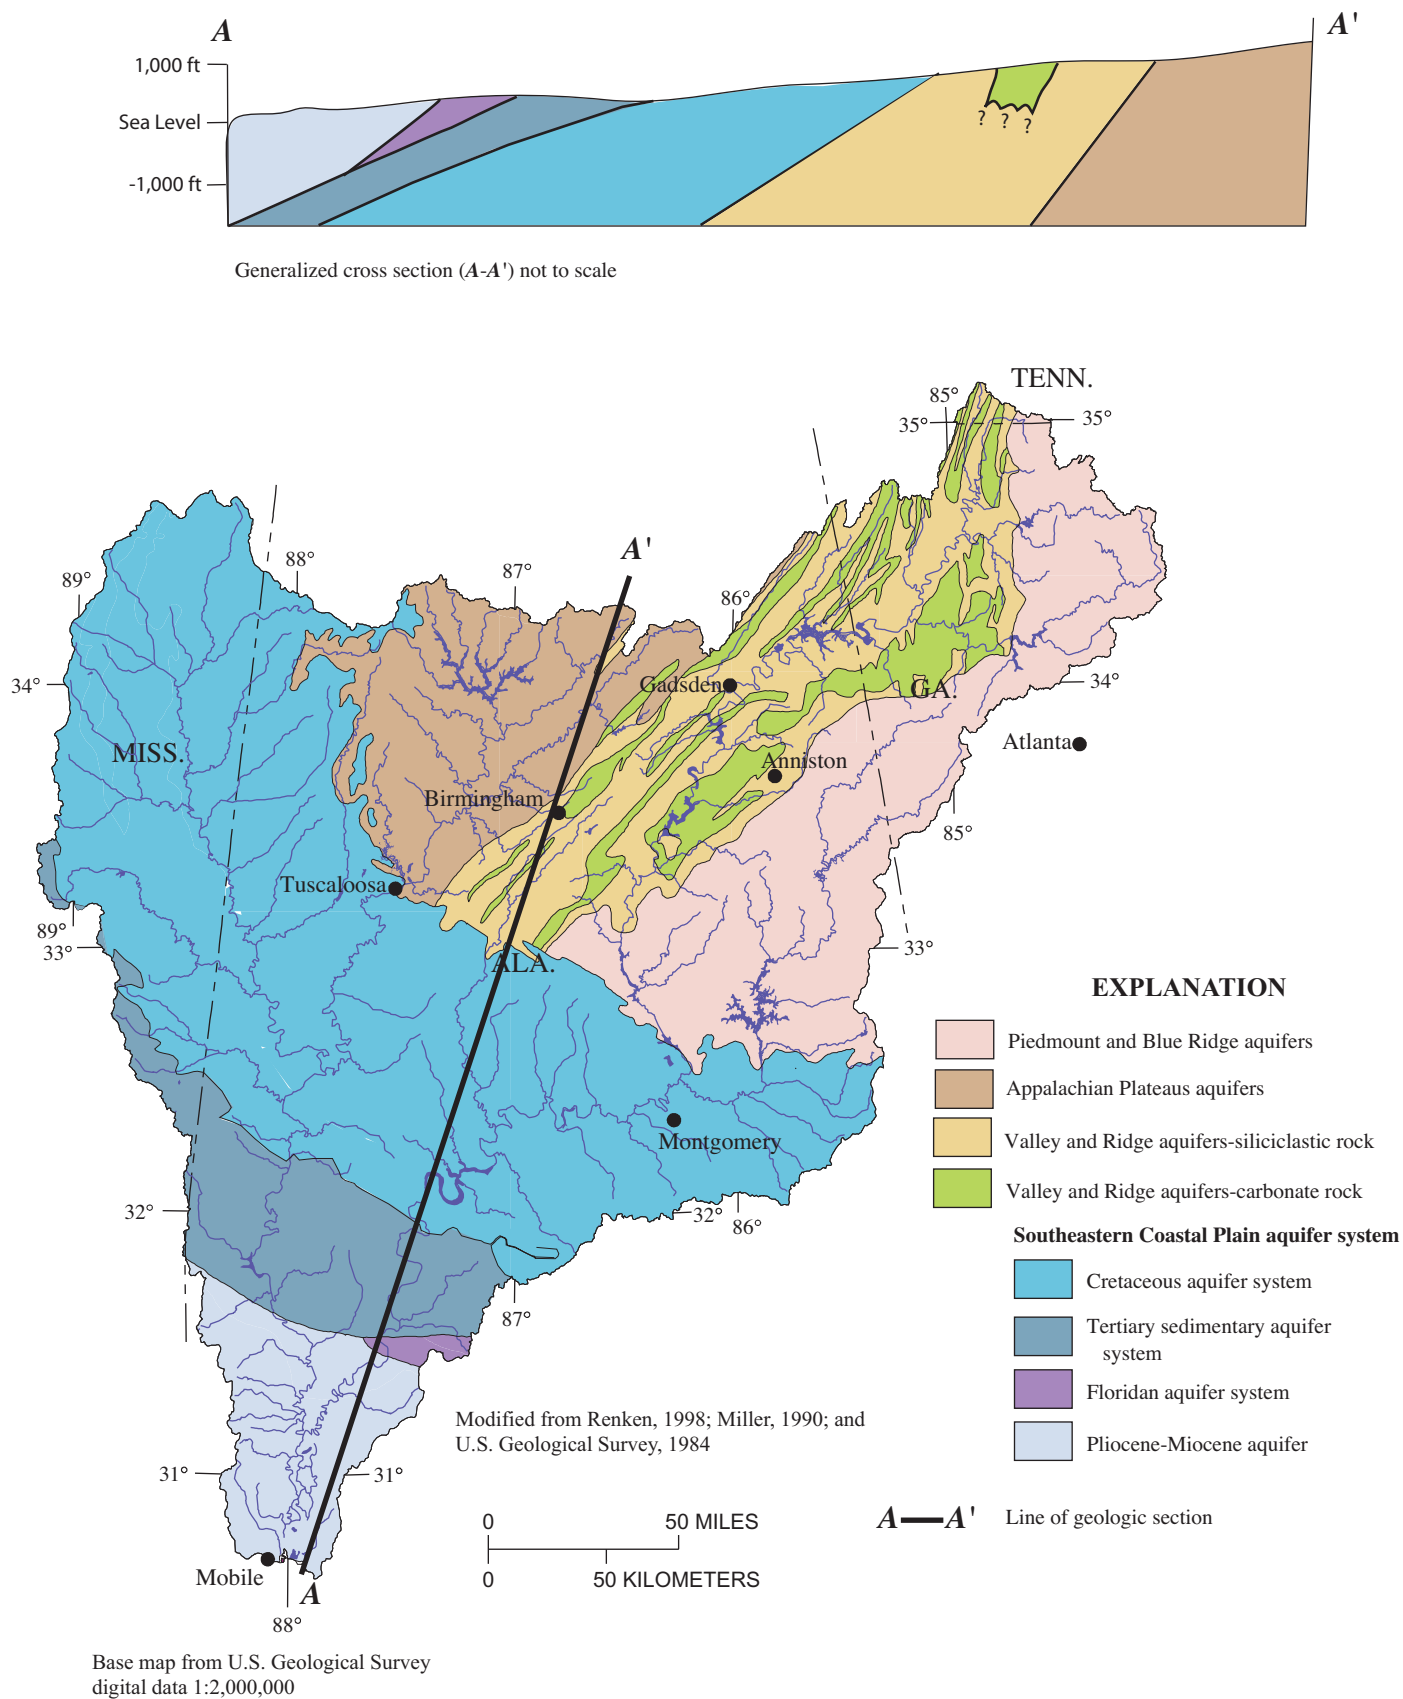 A
A'
1,000 ft
Sea Level
-1,000 ft
? ? ?
Generalized cross section (A-A') not to scale
TENN.
85°
35°
35°
A'
88°
87°
89°
86°
34°
Gadsden
GA.
34°
MISS.
Atlanta
Anniston
Birmingham
85°
Tuscaloosa
89°
33°
33°
ALA.
EXPLANATION
Piedmount and Blue Ridge aquifers
Appalachian Plateaus aquifers
Valley and Ridge aquifers-siliciclastic rock
Montgomery
Valley and Ridge aquifers-carbonate rock
32°
32°
86°
Southeastern Coastal Plain aquifer system
Cretaceous aquifer system
87°
Tertiary sedimentary aquifer
system
Floridan aquifer system
Modified from Renken, 1998; Miller, 1990; and
U.S. Geological Survey, 1984
Pliocene-Miocene aquifer
31°
31°
0 50 MILES
A A' Line of geologic section
0 50 KILOMETERS
Mobile
A
88°
Base map from U.S. Geological Survey
digital data 1:2,000,000